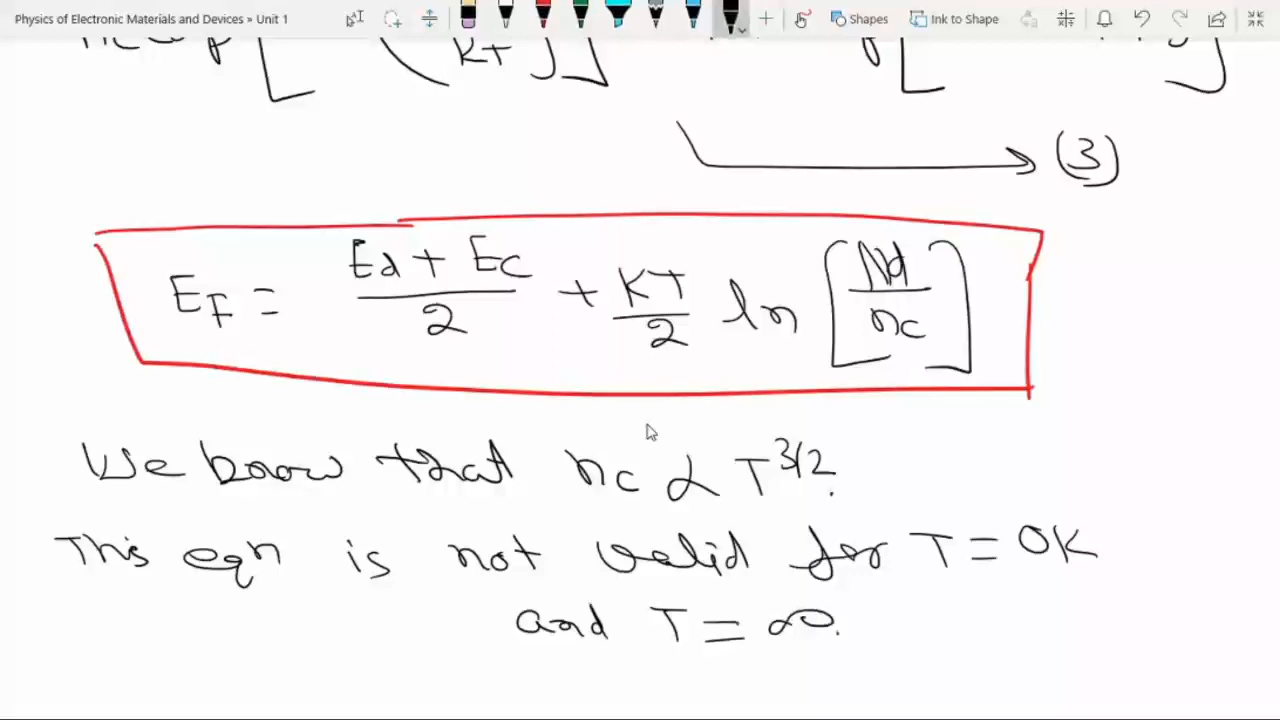 Physics of Electronic Materials and Devices » Unit 1
Shapes
Ink to Shape
(3)
EF = Ed + Ec / 2 + KT / 2 ln [Nd / nc]
We know that nc ∝ T^3/2.
This eqn is not valid for T = 0K
and T = ∞.